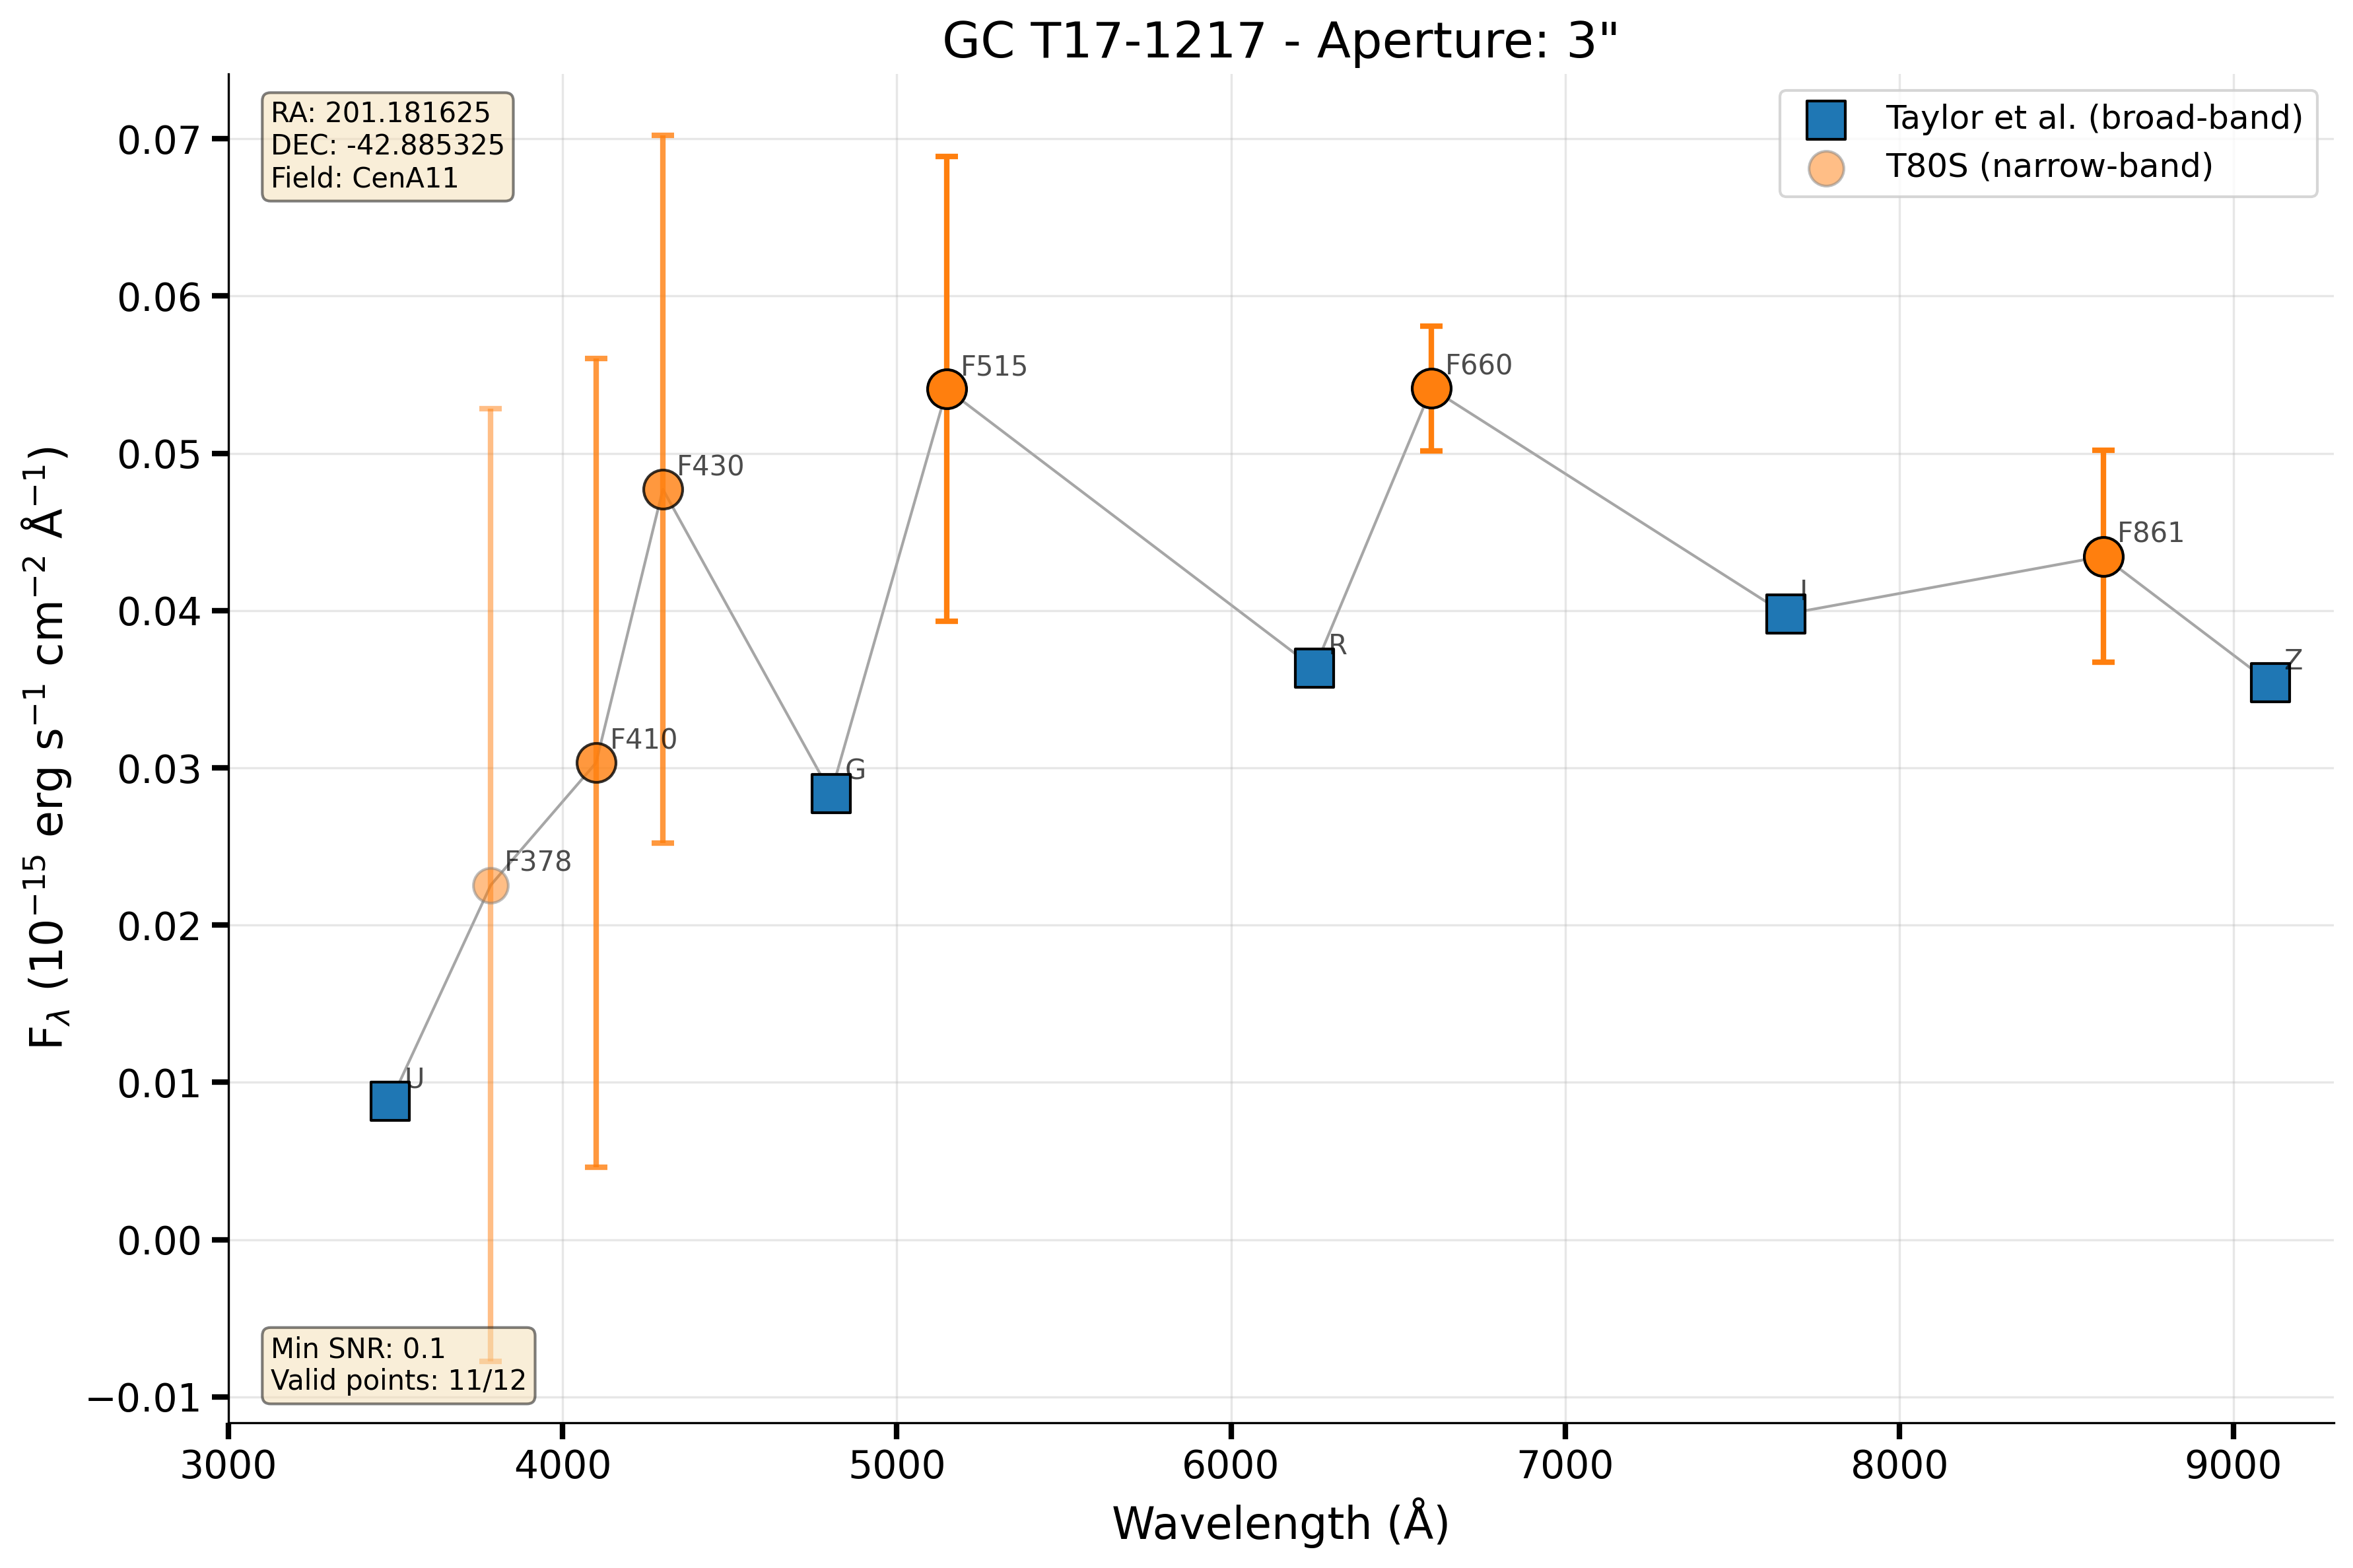 GC T17-1217 - Aperture: 3"
RA: 201.181625
DEC: -42.885325
Field: CenA11
Taylor et al. (broad-band)
T80S (narrow-band)
0.07
0.06
0.05
0.04
0.03
0.02
0.01
0.00
−0.01
F_λ (10⁻¹⁵ erg s⁻¹ cm⁻² Å⁻¹)
U
F378
F410
F430
G
F515
R
F660
I
F861
Z
Min SNR: 0.1
Valid points: 11/12
3000 4000 5000 6000 7000 8000 9000
Wavelength (Å)